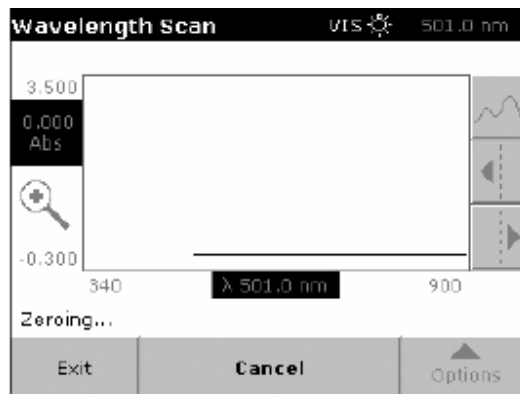 Wavelength Scan VIS 501.0 nm
3.500
0.000
Abs
-0.300
340 λ 501.0 nm 900
Zeroing...
Exit Cancel Options